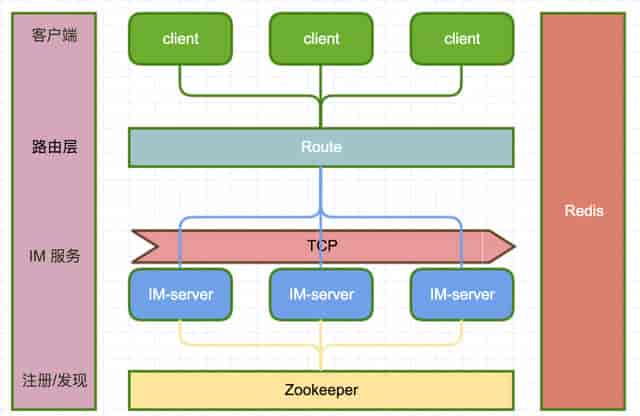 客户端
client
client
client
路由层
Route
Redis
TCP
IM 服务
IM-server
IM-server
IM-server
注册/发现
Zookeeper